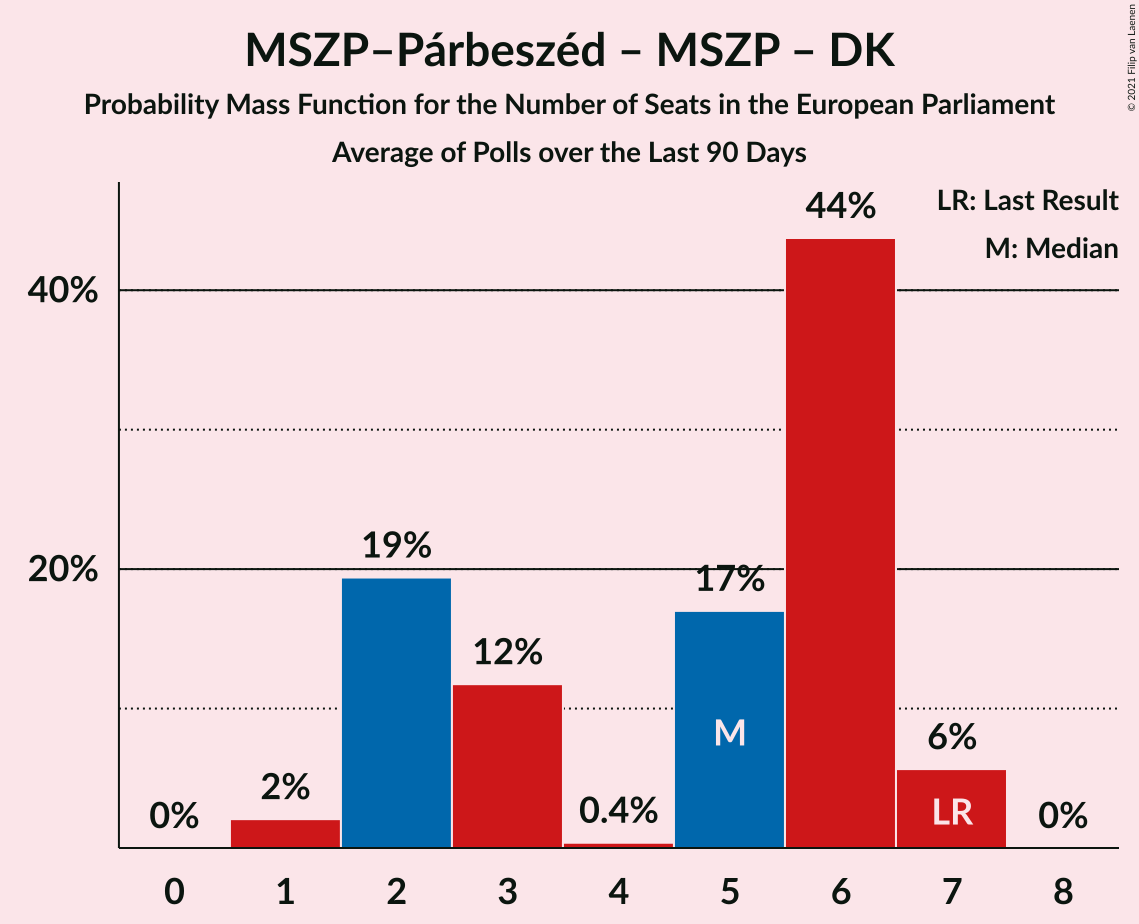 MSZP–Párbeszéd – MSZP – DK
Probability Mass Function for the Number of Seats in the European Parliament
Average of Polls over the Last 90 Days
© 2021 Filip van Laenen
LR: Last Result
M: Median
40%
20%
0%
2%
19%
12%
0.4%
17%
44%
6%
0%
M
LR
0 1 2 3 4 5 6 7 8